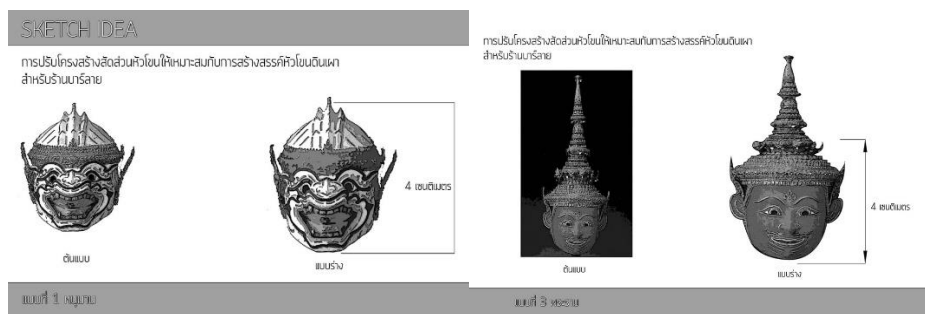 SKETCH IDEA
การปรับโครงสร้างสัดส่วนหัวโขนให้เหมาะสมกับการสร้างสรรค์หัวโขนดินเผา
สำหรับร้านบาร์ลาย
4 เซนติเมตร
ต้นแบบ
แบบร่าง
แบบที่ 1 หนุมาน
การปรับโครงสร้างสัดส่วนหัวโขนให้เหมาะสมกับการสร้างสรรค์หัวโขนดินเผา
สำหรับร้านบาร์ลาย
4 เซนติเมตร
ต้นแบบ
แบบร่าง
แบบที่ 3 พระราม